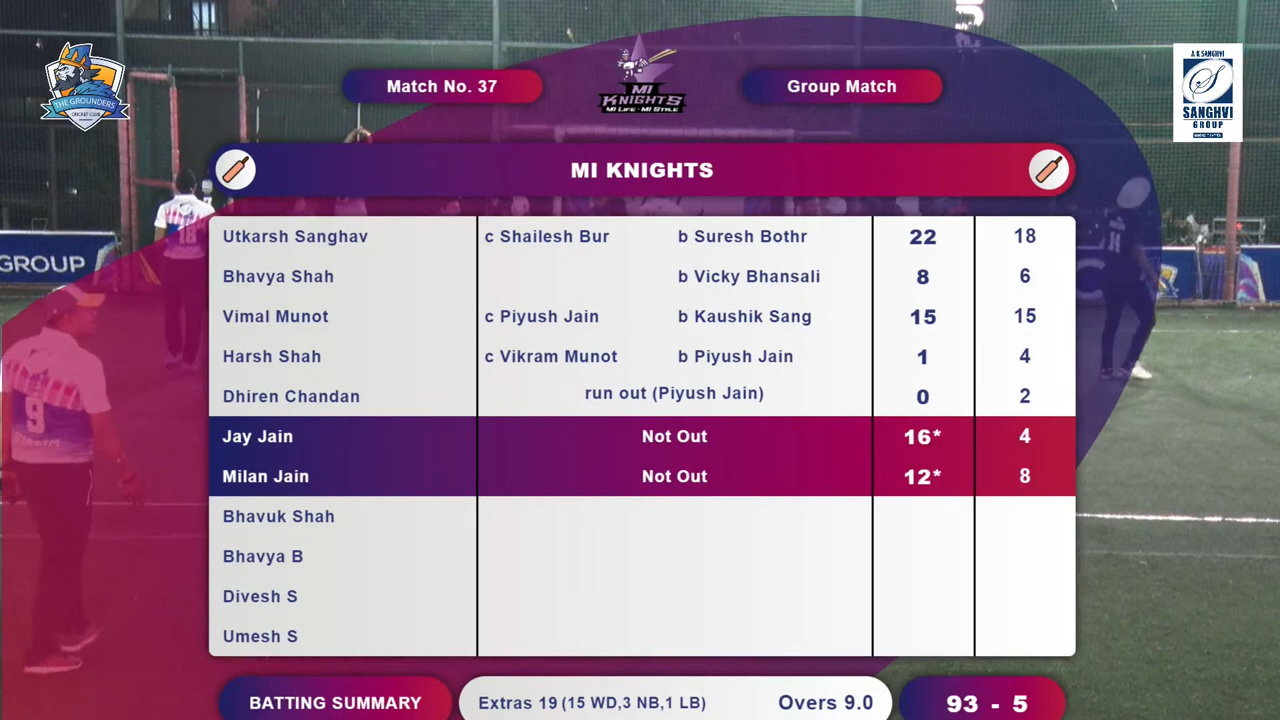 THE GROUNDERS
CRICKET CLUB
Match No. 37
MI
KNIGHTS
MI LIFE - MI STYLE
Group Match
A K SANGHVI
S
SANGHVI
GROUP
MI KNIGHTS
Utkarsh Sanghav c Shailesh Bur b Suresh Bothr 22 18
Bhavya Shah b Vicky Bhansali 8 6
Vimal Munot c Piyush Jain b Kaushik Sang 15 15
Harsh Shah c Vikram Munot b Piyush Jain 1 4
Dhiren Chandan run out (Piyush Jain) 0 2
Jay Jain Not Out 16* 4
Milan Jain Not Out 12* 8
Bhavuk Shah
Bhavya B
Divesh S
Umesh S
BATTING SUMMARY Extras 19 (15 WD,3 NB,1 LB) Overs 9.0 93 - 5
GROUP
18
9